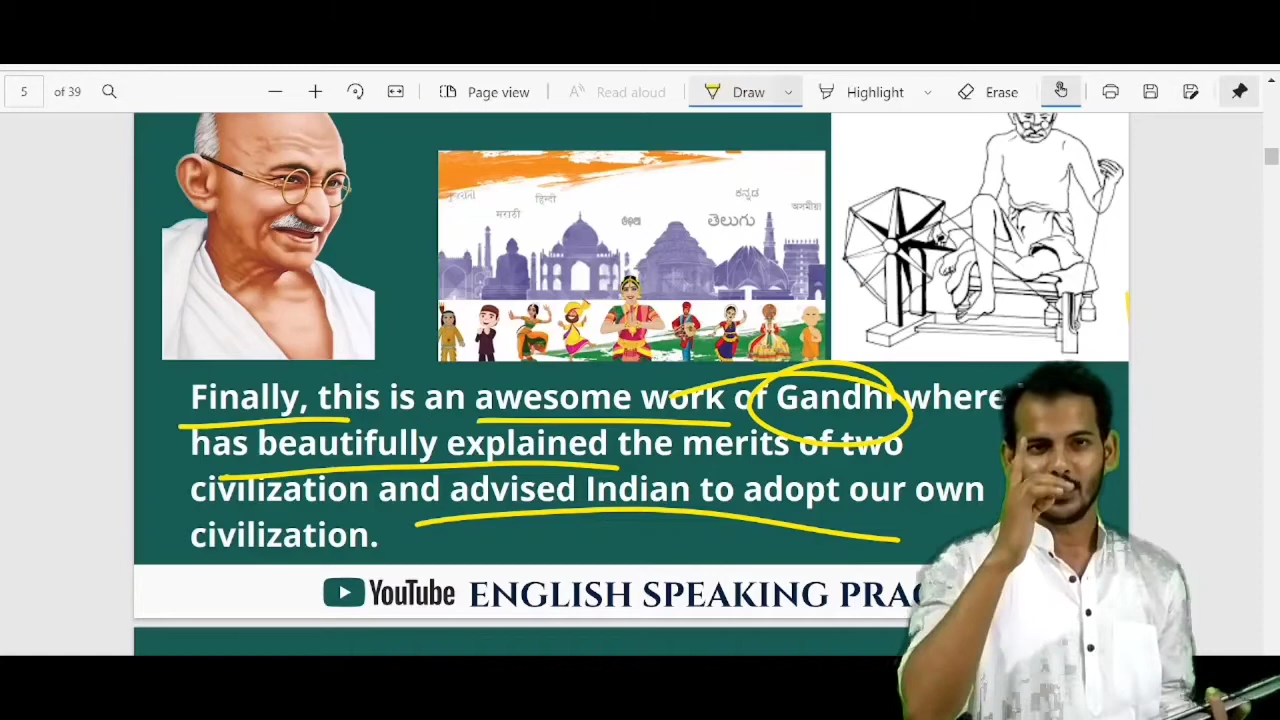 5 of 39 Page view Read aloud Draw Highlight Erase
ગુજરાતી हिन्दी ಕನ್ನಡ
मराठी తెలుగు অসমীয়া
Finally, this is an awesome work of Gandhi where
has beautifully explained the merits of two
civilization and advised Indian to adopt our own
civilization.
YouTube ENGLISH SPEAKING